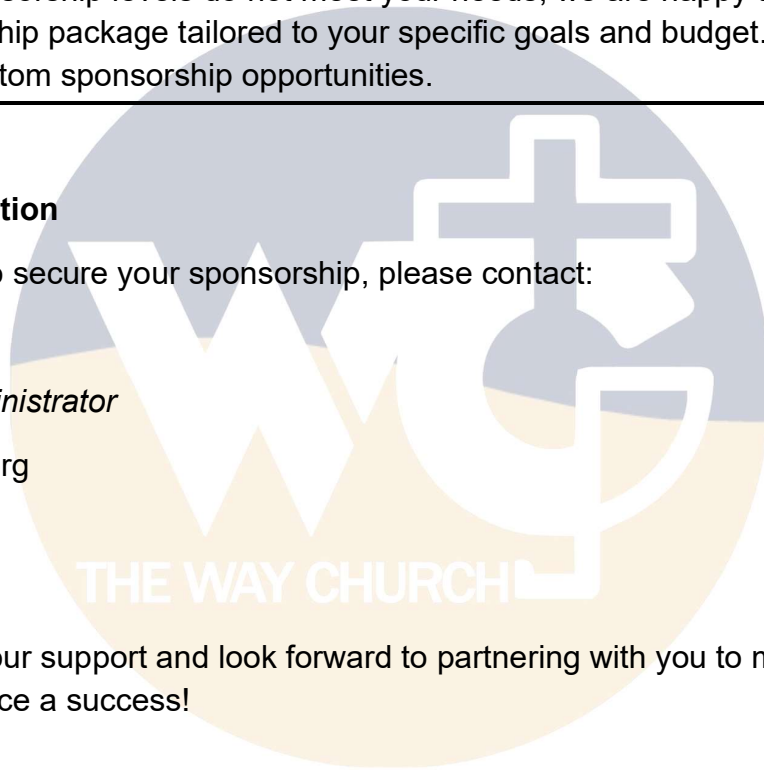 sorship levels do not meet your needs, we are happy
hip package tailored to your specific goals and budget.
tom sponsorship opportunities.
tion
o secure your sponsorship, please contact:
inistrator
rg
THE WAY CHURCH
our support and look forward to partnering with you to
ce a success!